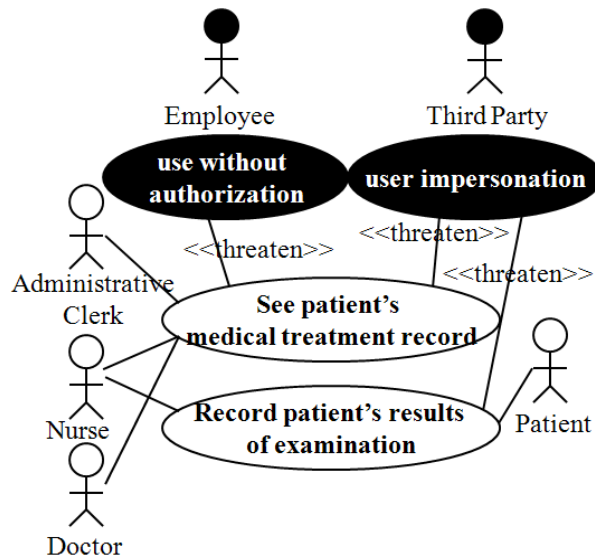 Employee
Third Party
use without
authorization
user impersonation
<<threaten>>
<<threaten>>
<<threaten>>
Administrative
Clerk
See patient's
medical treatment record
Nurse
Record patient's results
of examination
Patient
Doctor